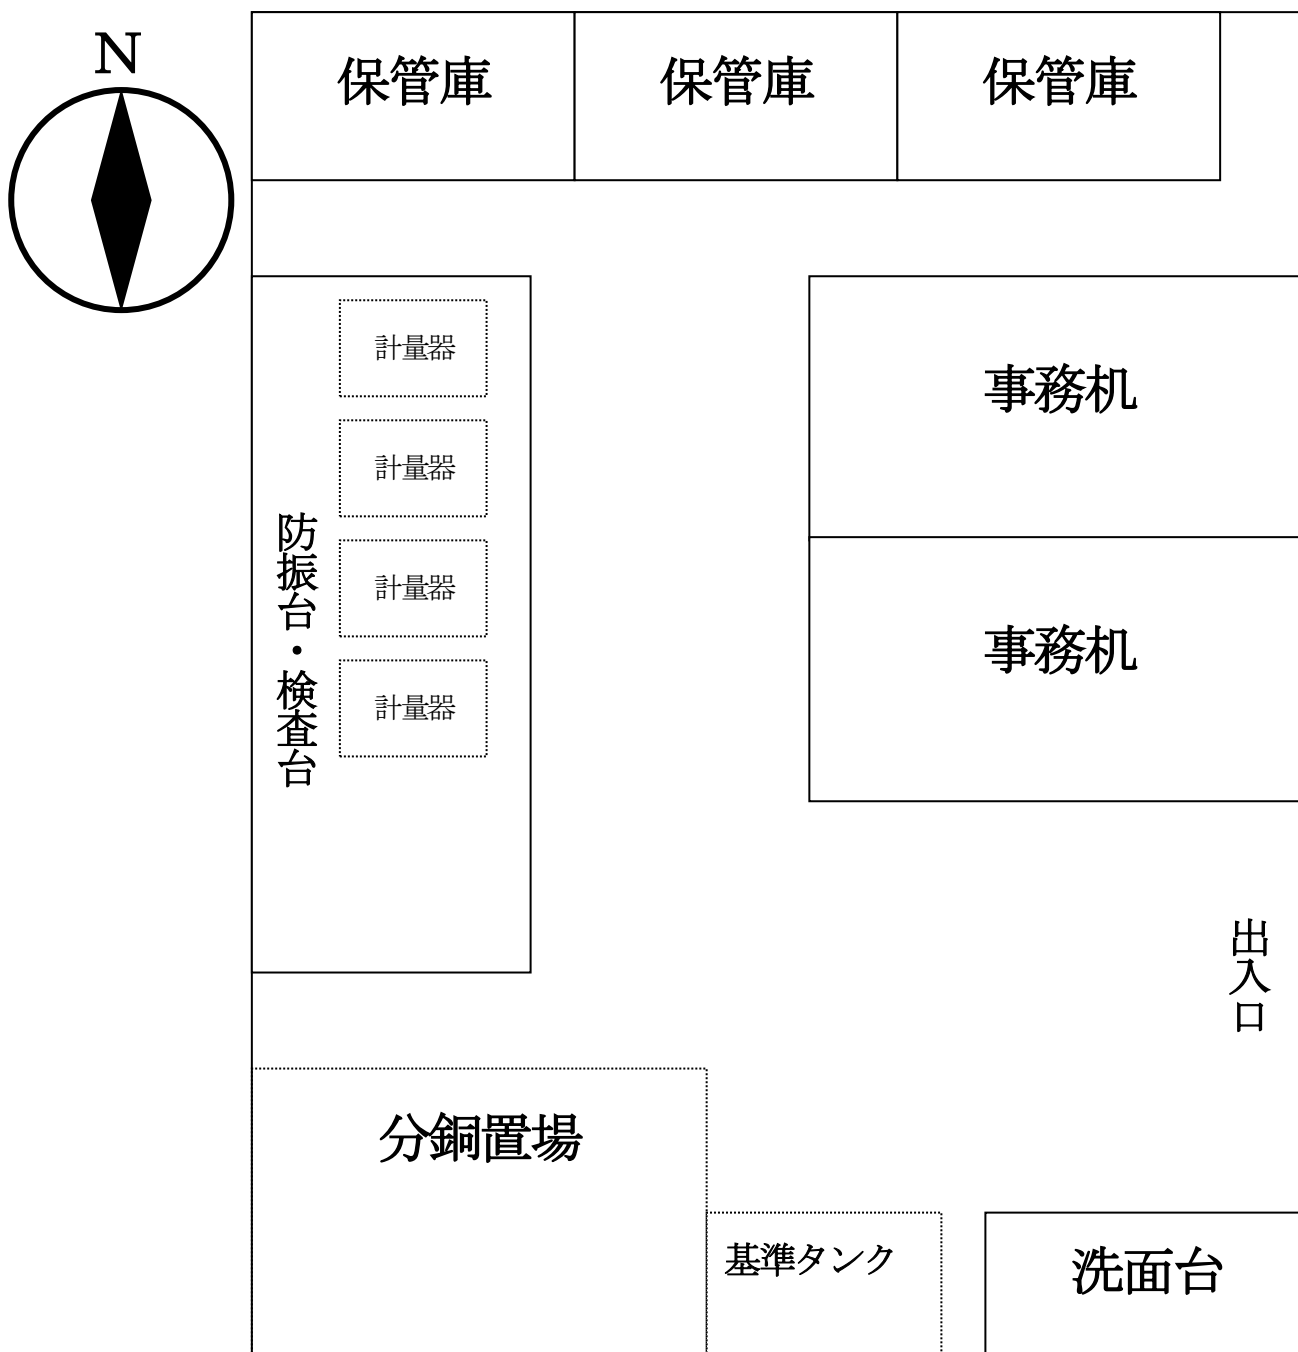 N
保管庫
保管庫
保管庫
計量器
計量器
計量器
計量器
防振台・検査台
事務机
事務机
出入口
分銅置場
基準タンク
洗面台